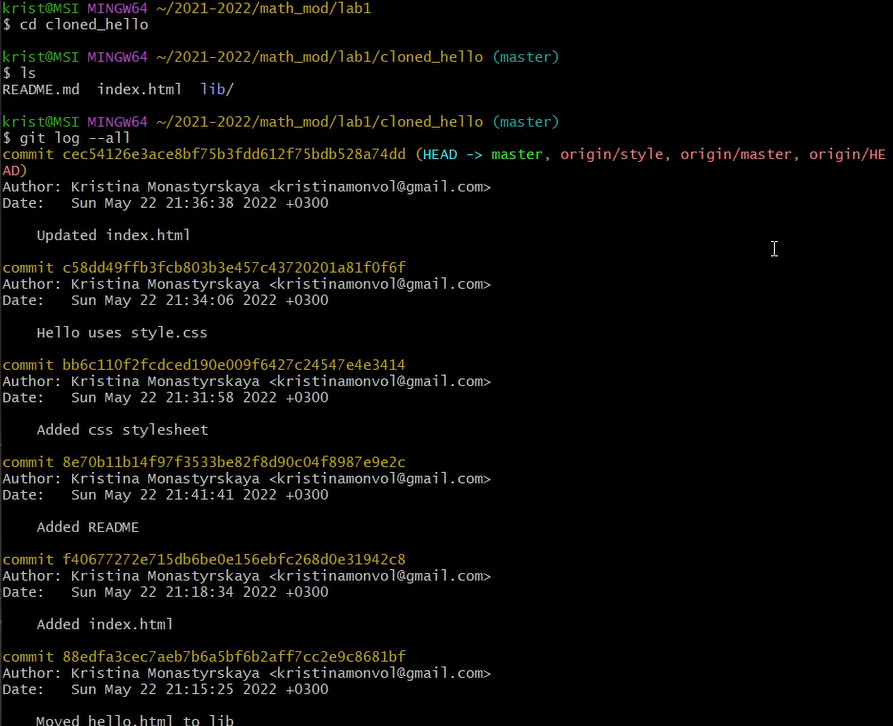 krist@MSI MINGW64 ~/2021-2022/math_mod/lab1
$ cd cloned_hello
krist@MSI MINGW64 ~/2021-2022/math_mod/lab1/cloned_hello (master)
$ ls
README.md  index.html  lib/
krist@MSI MINGW64 ~/2021-2022/math_mod/lab1/cloned_hello (master)
$ git log --all
commit cec54126e3ace8bf75b3fdd612f75bdb528a74dd (HEAD -> master, origin/style, origin/master, origin/HE
AD)
Author: Kristina Monastyrskaya <kristinamonvol@gmail.com>
Date:   Sun May 22 21:36:38 2022 +0300
Updated index.html
commit c58dd49ffb3fcb803b3e457c43720201a81f0f6f
Author: Kristina Monastyrskaya <kristinamonvol@gmail.com>
Date:   Sun May 22 21:34:06 2022 +0300
Hello uses style.css
commit bb6c110f2fcdced190e009f6427c24547e4e3414
Author: Kristina Monastyrskaya <kristinamonvol@gmail.com>
Date:   Sun May 22 21:31:58 2022 +0300
Added css stylesheet
commit 8e70b11b14f97f3533be82f8d90c04f8987e9e2c
Author: Kristina Monastyrskaya <kristinamonvol@gmail.com>
Date:   Sun May 22 21:41:41 2022 +0300
Added README
commit f40677272e715db6be0e156ebfc268d0e31942c8
Author: Kristina Monastyrskaya <kristinamonvol@gmail.com>
Date:   Sun May 22 21:18:34 2022 +0300
Added index.html
commit 88edfa3cec7aeb7b6a5bf6b2aff7cc2e9c8681bf
Author: Kristina Monastyrskaya <kristinamonvol@gmail.com>
Date:   Sun May 22 21:15:25 2022 +0300
Moved hello.html to lib